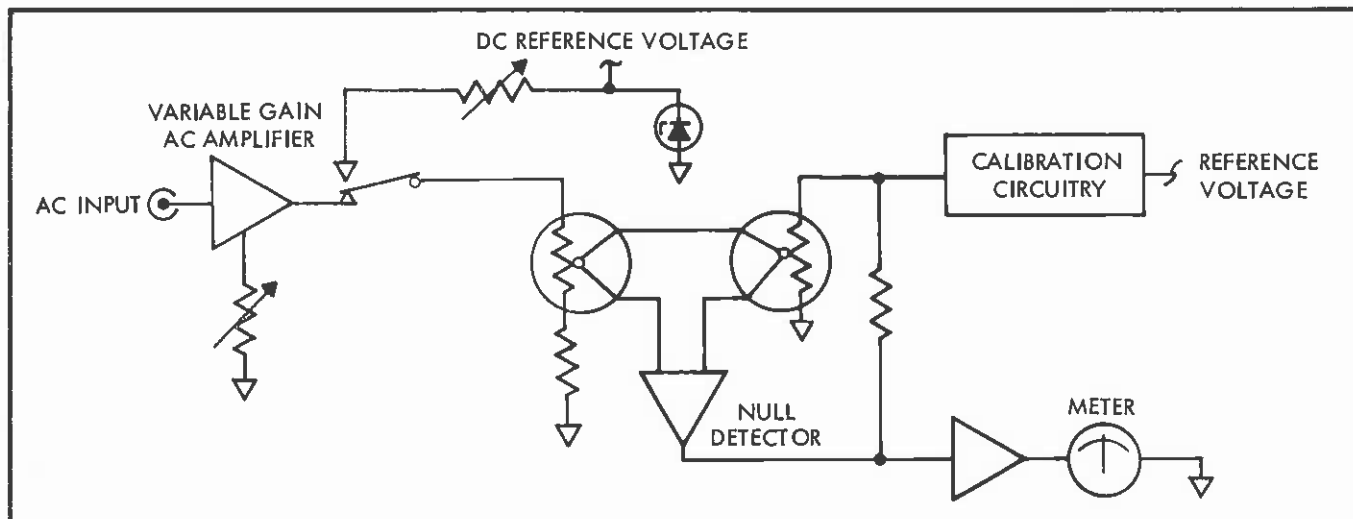 DC REFERENCE VOLTAGE
VARIABLE GAIN
AC AMPLIFIER
AC INPUT
CALIBRATION
CIRCUITRY
REFERENCE
VOLTAGE
NULL
DETECTOR
METER